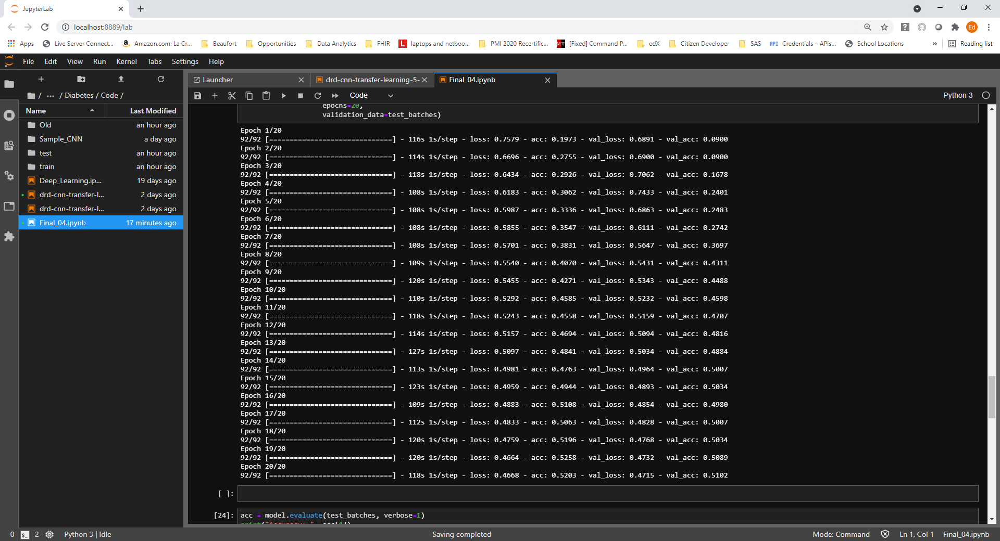 JupyterLab
localhost:8889/lab
Ed
Apps
Live Server Connect...
Amazon.com: La Cr...
Beaufort
Opportunities
Data Analytics
FHIR
L
laptops and netboo...
PMI 2020 Recertific...
MT
[Fixed] Command P...
edX
Citizen Developer
SAS
API
Credentials – APIs...
School Locations
»
Reading list
File Edit View Run Kernel Tabs Settings Help
Launcher
drd-cnn-transfer-learning-5-
Final_04.ipynb
/ ... / Diabetes / Code /
Code
Python 3
Name Last Modified
Old an hour ago
Sample_CNN a day ago
test an hour ago
train an hour ago
Deep_Learning.ip... 19 days ago
drd-cnn-transfer-l... 2 days ago
drd-cnn-transfer-l... 2 days ago
Final_04.ipynb 17 minutes ago
epochs=20,
validation_data=test_batches)
Epoch 1/20
92/92 [==============================] - 116s 1s/step - loss: 0.7579 - acc: 0.1973 - val_loss: 0.6891 - val_acc: 0.0900
Epoch 2/20
92/92 [==============================] - 114s 1s/step - loss: 0.6696 - acc: 0.2755 - val_loss: 0.6900 - val_acc: 0.0900
Epoch 3/20
92/92 [==============================] - 118s 1s/step - loss: 0.6434 - acc: 0.2926 - val_loss: 0.7062 - val_acc: 0.1678
Epoch 4/20
92/92 [==============================] - 108s 1s/step - loss: 0.6183 - acc: 0.3062 - val_loss: 0.7433 - val_acc: 0.2401
Epoch 5/20
92/92 [==============================] - 108s 1s/step - loss: 0.5987 - acc: 0.3336 - val_loss: 0.6863 - val_acc: 0.2483
Epoch 6/20
92/92 [==============================] - 108s 1s/step - loss: 0.5855 - acc: 0.3547 - val_loss: 0.6111 - val_acc: 0.2742
Epoch 7/20
92/92 [==============================] - 108s 1s/step - loss: 0.5701 - acc: 0.3831 - val_loss: 0.5647 - val_acc: 0.3697
Epoch 8/20
92/92 [==============================] - 109s 1s/step - loss: 0.5540 - acc: 0.4070 - val_loss: 0.5431 - val_acc: 0.4311
Epoch 9/20
92/92 [==============================] - 120s 1s/step - loss: 0.5455 - acc: 0.4271 - val_loss: 0.5343 - val_acc: 0.4488
Epoch 10/20
92/92 [==============================] - 110s 1s/step - loss: 0.5292 - acc: 0.4585 - val_loss: 0.5232 - val_acc: 0.4598
Epoch 11/20
92/92 [==============================] - 118s 1s/step - loss: 0.5243 - acc: 0.4558 - val_loss: 0.5159 - val_acc: 0.4707
Epoch 12/20
92/92 [==============================] - 114s 1s/step - loss: 0.5157 - acc: 0.4694 - val_loss: 0.5094 - val_acc: 0.4816
Epoch 13/20
92/92 [==============================] - 127s 1s/step - loss: 0.5097 - acc: 0.4841 - val_loss: 0.5034 - val_acc: 0.4884
Epoch 14/20
92/92 [==============================] - 113s 1s/step - loss: 0.4981 - acc: 0.4763 - val_loss: 0.4964 - val_acc: 0.5007
Epoch 15/20
92/92 [==============================] - 123s 1s/step - loss: 0.4959 - acc: 0.4944 - val_loss: 0.4893 - val_acc: 0.5034
Epoch 16/20
92/92 [==============================] - 109s 1s/step - loss: 0.4883 - acc: 0.5108 - val_loss: 0.4854 - val_acc: 0.4980
Epoch 17/20
92/92 [==============================] - 112s 1s/step - loss: 0.4833 - acc: 0.5063 - val_loss: 0.4828 - val_acc: 0.5007
Epoch 18/20
92/92 [==============================] - 120s 1s/step - loss: 0.4759 - acc: 0.5196 - val_loss: 0.4768 - val_acc: 0.5034
Epoch 19/20
92/92 [==============================] - 120s 1s/step - loss: 0.4664 - acc: 0.5258 - val_loss: 0.4732 - val_acc: 0.5089
Epoch 20/20
92/92 [==============================] - 118s 1s/step - loss: 0.4668 - acc: 0.5203 - val_loss: 0.4715 - val_acc: 0.5102
[ ]:
[24]: acc = model.evaluate(test_batches, verbose=1)
0 $_ 2 Python 3 | Idle
Saving completed
Mode: Command
Ln 1, Col 1 Final_04.ipynb